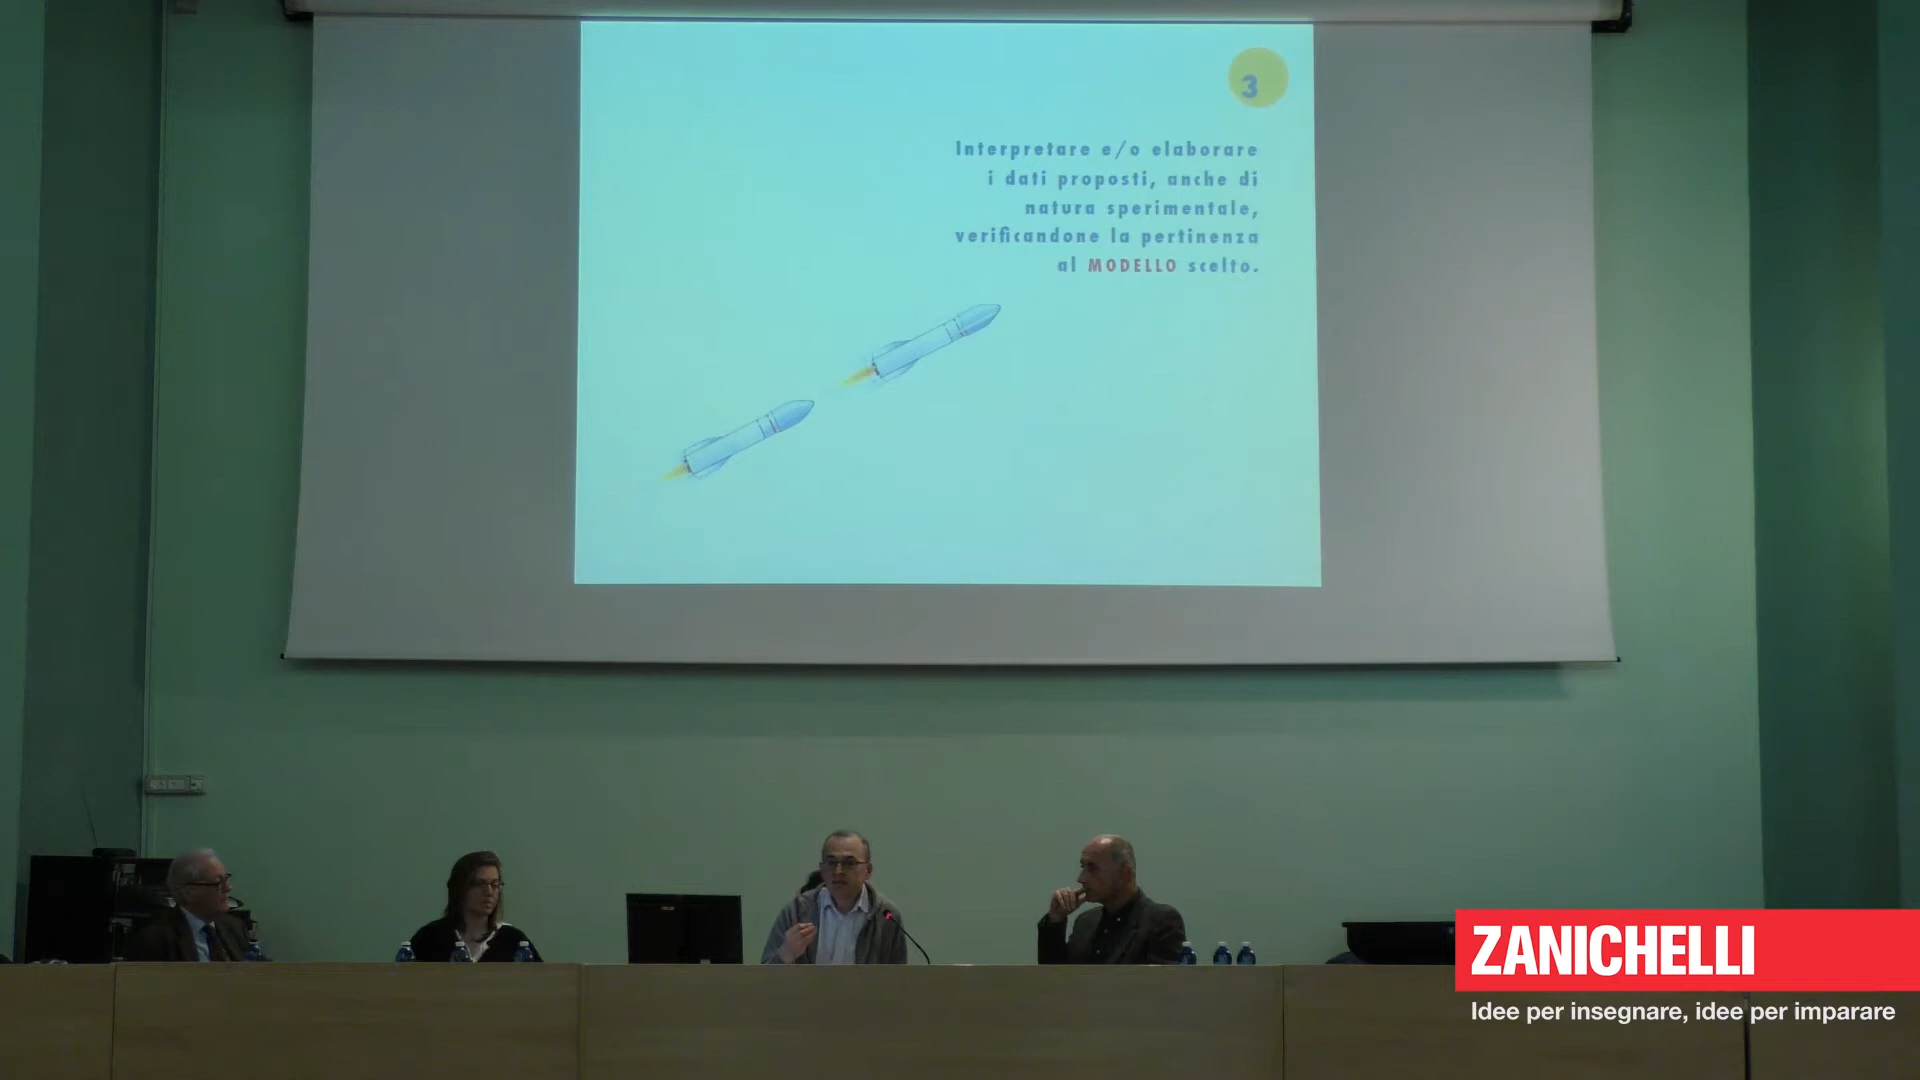 3
Interpretare e/o elaborare
i dati proposti, anche di
natura sperimentale,
verificandone la pertinenza
al MODELLO scelto.
ZANICHELLI
Idee per insegnare, idee per imparare